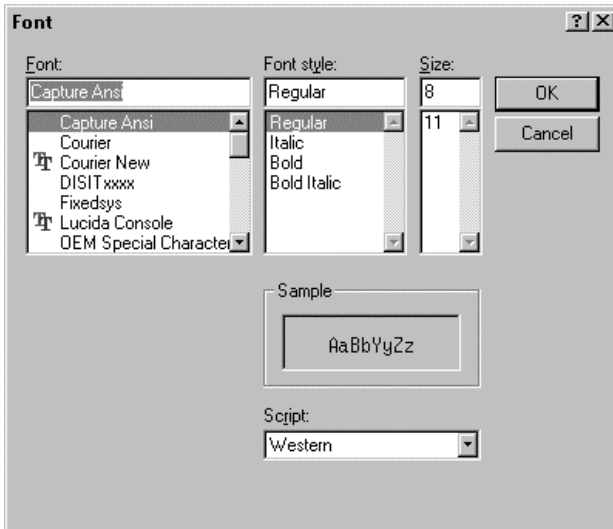 Font
Font:
Capture Ansi
Capture Ansi
Courier
Courier New
DISITxxxx
Fixedsys
Lucida Console
OEM Special Character
Font style:
Regular
Regular
Italic
Bold
Bold Italic
Size:
8
11
OK
Cancel
Sample
AaBbYyZz
Script:
Western